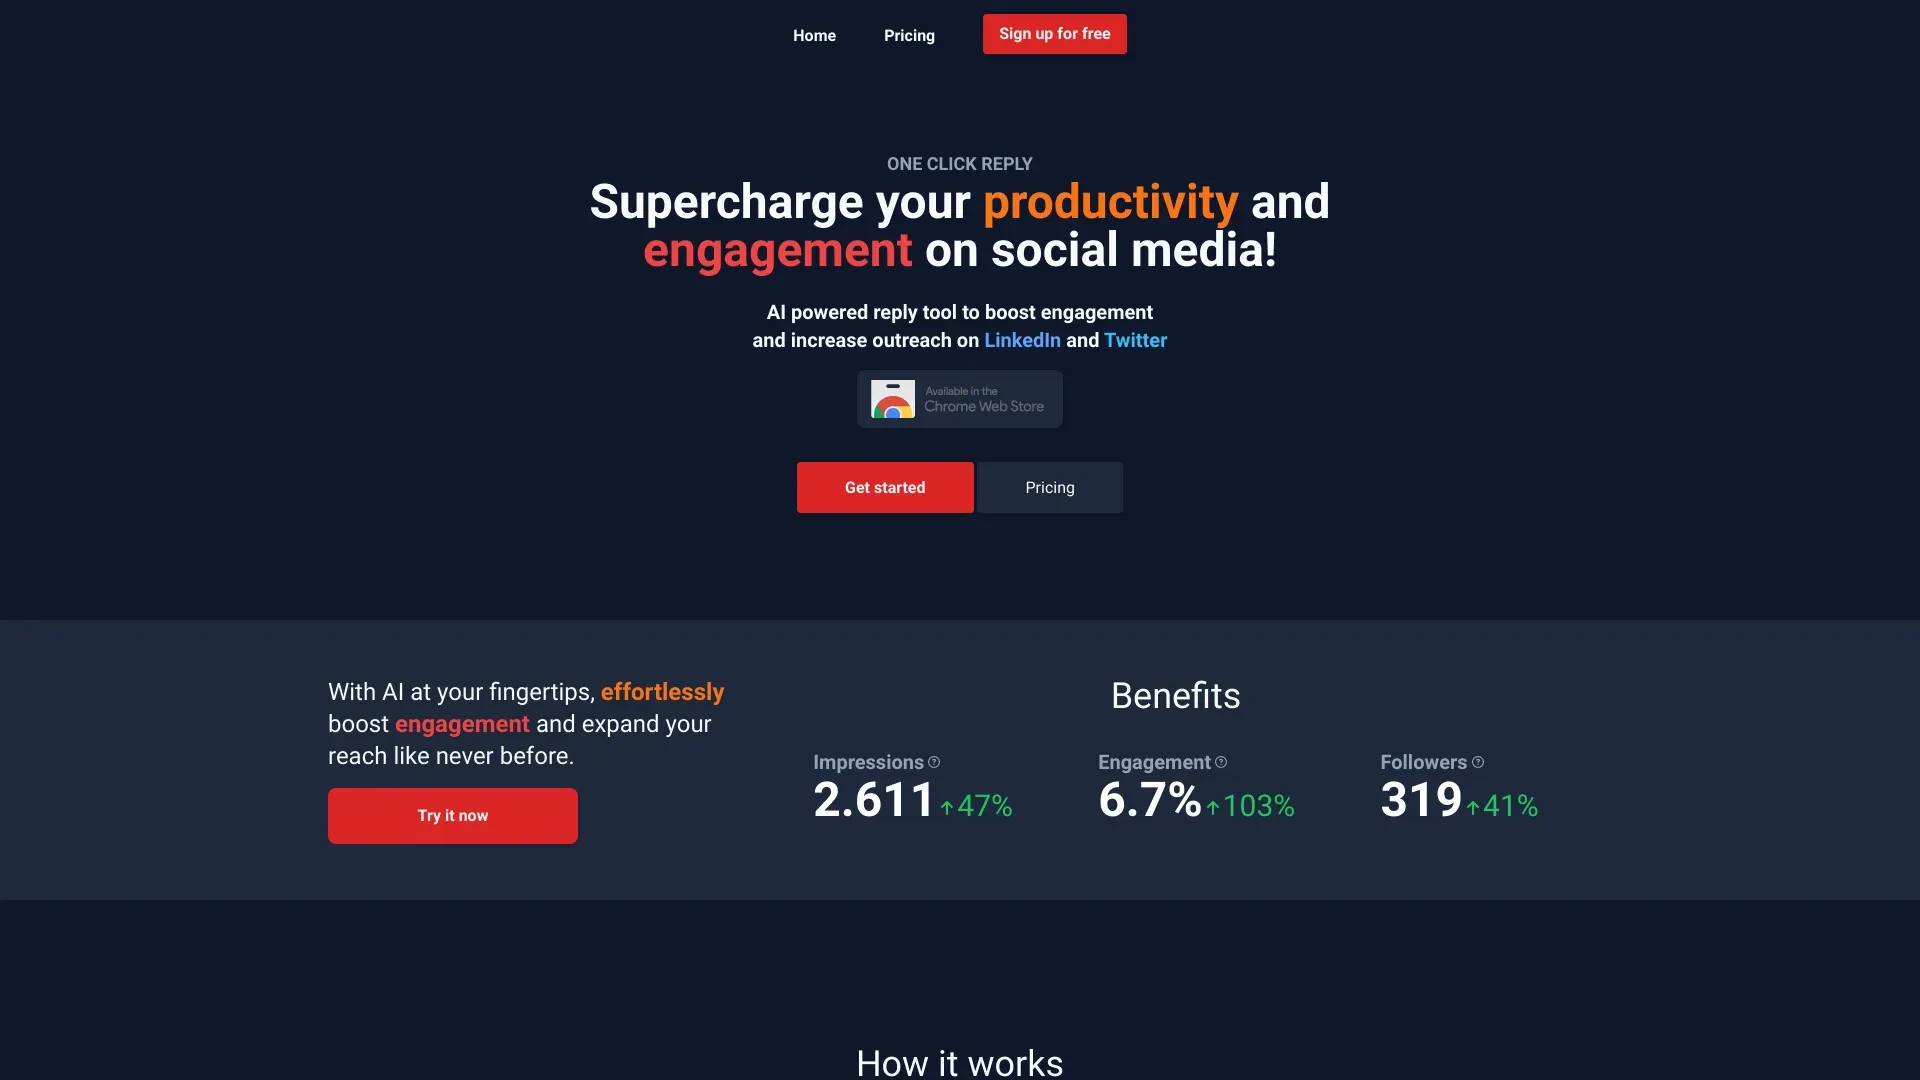 Home
Pricing
Sign up for free
ONE CLICK REPLY
Supercharge your productivity and
engagement on social media!
AI powered reply tool to boost engagement
and increase outreach on LinkedIn and Twitter
Available in the
Chrome Web Store
Get started
Pricing
With AI at your fingertips, effortlessly
boost engagement and expand your
reach like never before.
Try it now
Benefits
Impressions ?
2.611 ↑47%
Engagement ?
6.7% ↑103%
Followers ?
319 ↑41%
How it works